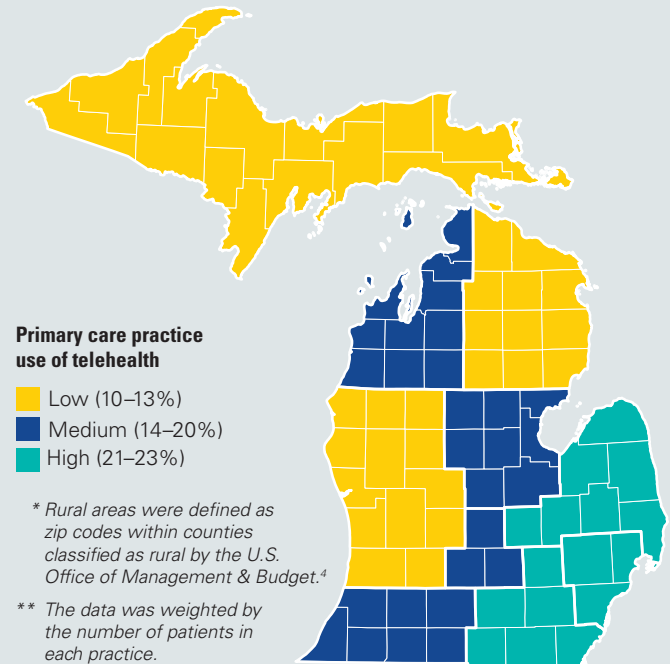 Primary care practice
use of telehealth
Low (10–13%)
Medium (14–20%)
High (21–23%)
* Rural areas were defined as
zip codes within counties
classified as rural by the U.S.
Office of Management & Budget.4
** The data was weighted by
the number of patients in
each practice.